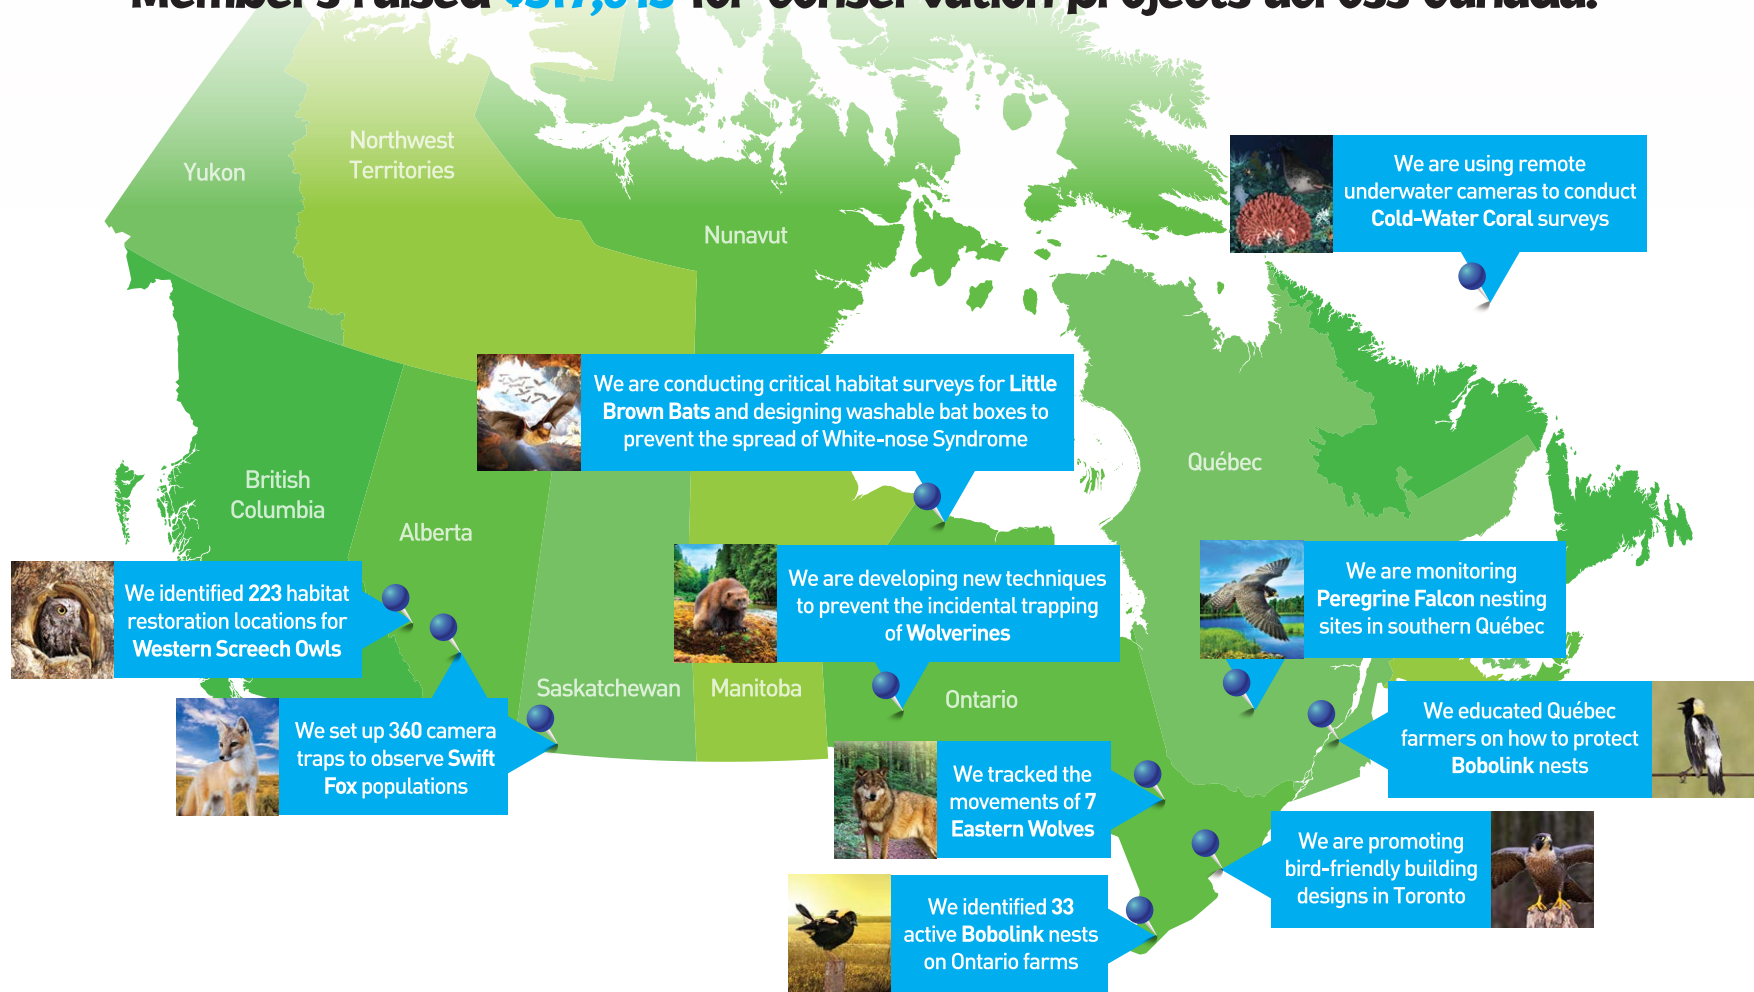 for conservation projects across Canada.
Yukon
Northwest
Territories
Nunavut
We are using remote
underwater cameras to conduct
Cold-Water Coral surveys
We are conducting critical habitat surveys for Little
Brown Bats and designing washable bat boxes to
prevent the spread of White-nose Syndrome
Québec
British
Columbia
Alberta
We identified 223 habitat
restoration locations for
Western Screech Owls
We are developing new techniques
to prevent the incidental trapping
of Wolverines
We are monitoring
Peregrine Falcon nesting
sites in southern Québec
Saskatchewan
Manitoba
Ontario
We set up 360 camera
traps to observe Swift
Fox populations
We educated Québec
farmers on how to protect
Bobolink nests
We tracked the
movements of 7
Eastern Wolves
We are promoting
bird-friendly building
designs in Toronto
We identified 33
active Bobolink nests
on Ontario farms